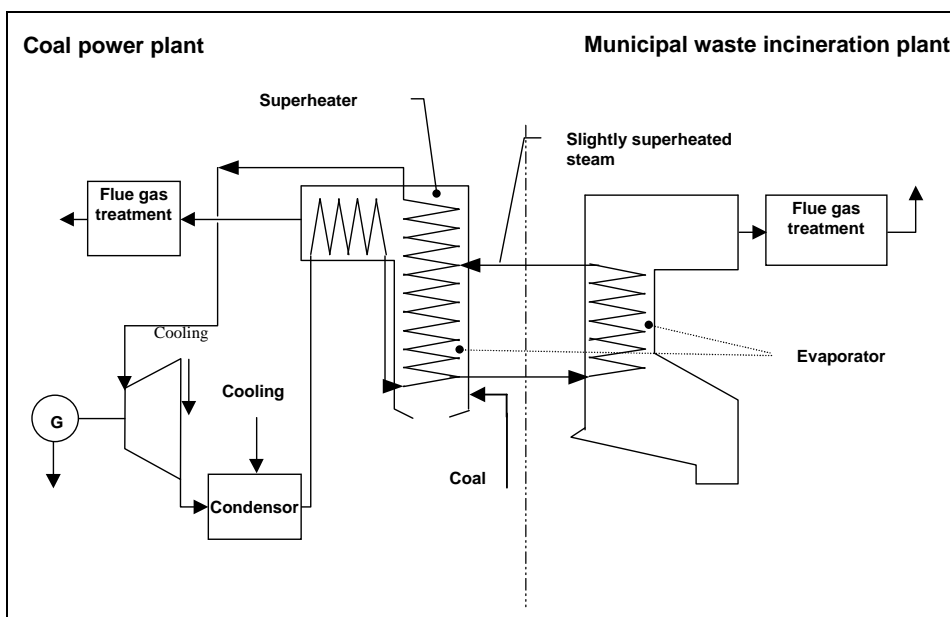 Coal power plant
Municipal waste incineration plant
Superheater
Slightly superheated
steam
Flue gas
treatment
Flue gas
treatment
Cooling
Evaporator
Cooling
G
Coal
Condensor